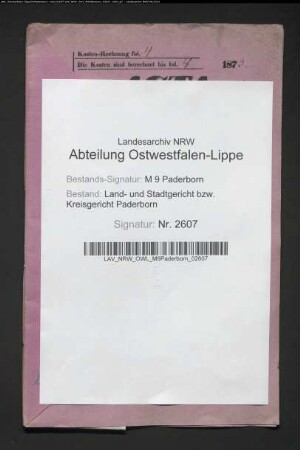 Kosten-Rechnung fol. 4
Die Kosten sind berechnet bis fol. 4 187
Landesarchiv NRW
Abteilung Ostwestfalen-Lippe
Bestands-Signatur: M 9 Paderborn
Bestand: Land- und Stadtgericht bzw.
Kreisgericht Paderborn
Signatur: Nr. 2607
LAV_NRW_OWL_M9Paderborn_02607